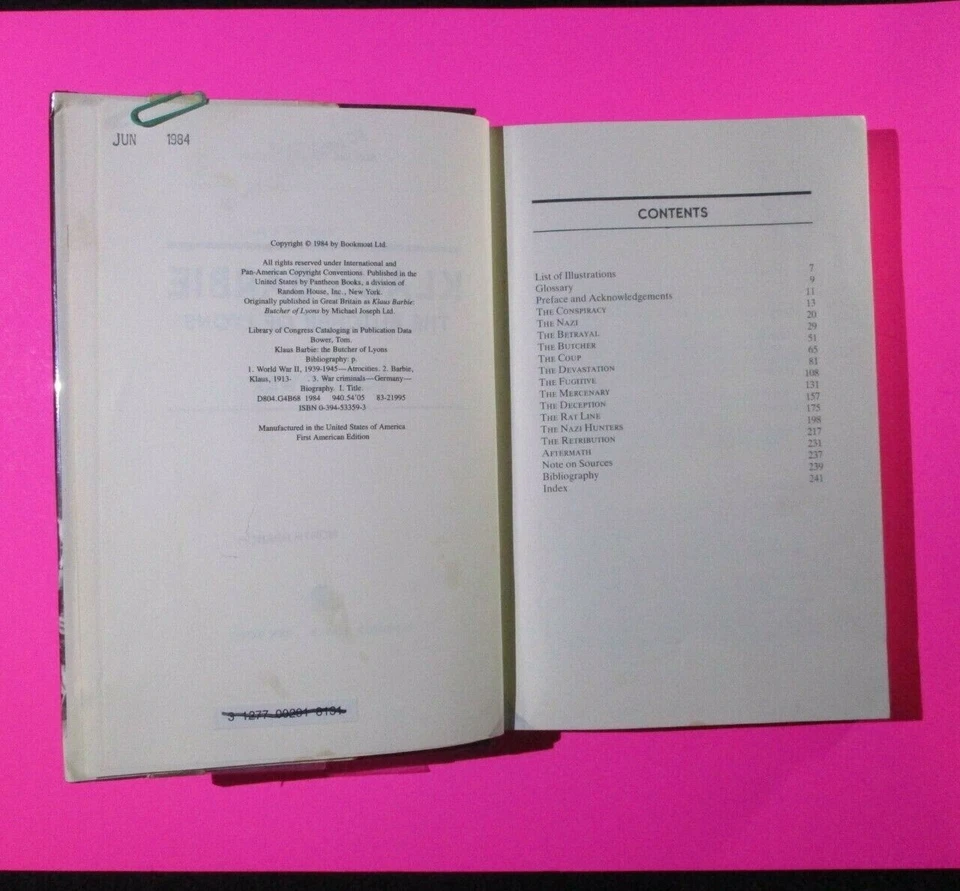 JUN 1984
Copyright © 1984 by Bookmoat Ltd.
All rights reserved under International and
Pan-American Copyright Conventions. Published in the
United States by Pantheon Books, a division of
Random House, Inc., New York.
Originally published in Great Britain as Klaus Barbie:
Butcher of Lyons by Michael Joseph Ltd.
Library of Congress Cataloging in Publication Data
Bower, Tom.
Klaus Barbie: the Butcher of Lyons
Bibliography: p.
1. World War II, 1939-1945—Atrocities. 2. Barbie,
Klaus, 1913- . 3. War criminals—Germany—
Biography. I. Title.
D804.G4B68 1984 940.54'05 83-21995
ISBN 0-394-53359-3
Manufactured in the United States of America
First American Edition
3 1277
CONTENTS
List of Illustrations 7
Glossary 9
Preface and Acknowledgements 11
THE CONSPIRACY 13
THE NAZI 20
THE BETRAYAL 29
THE BUTCHER 51
THE COUP 65
THE DEVASTATION 81
THE FUGITIVE 108
THE MERCENARY 131
THE DECEPTION 157
THE RAT LINE 175
THE NAZI HUNTERS 198
THE RETRIBUTION 217
AFTERMATH 231
Note on Sources 237
Bibliography 239
Index 241